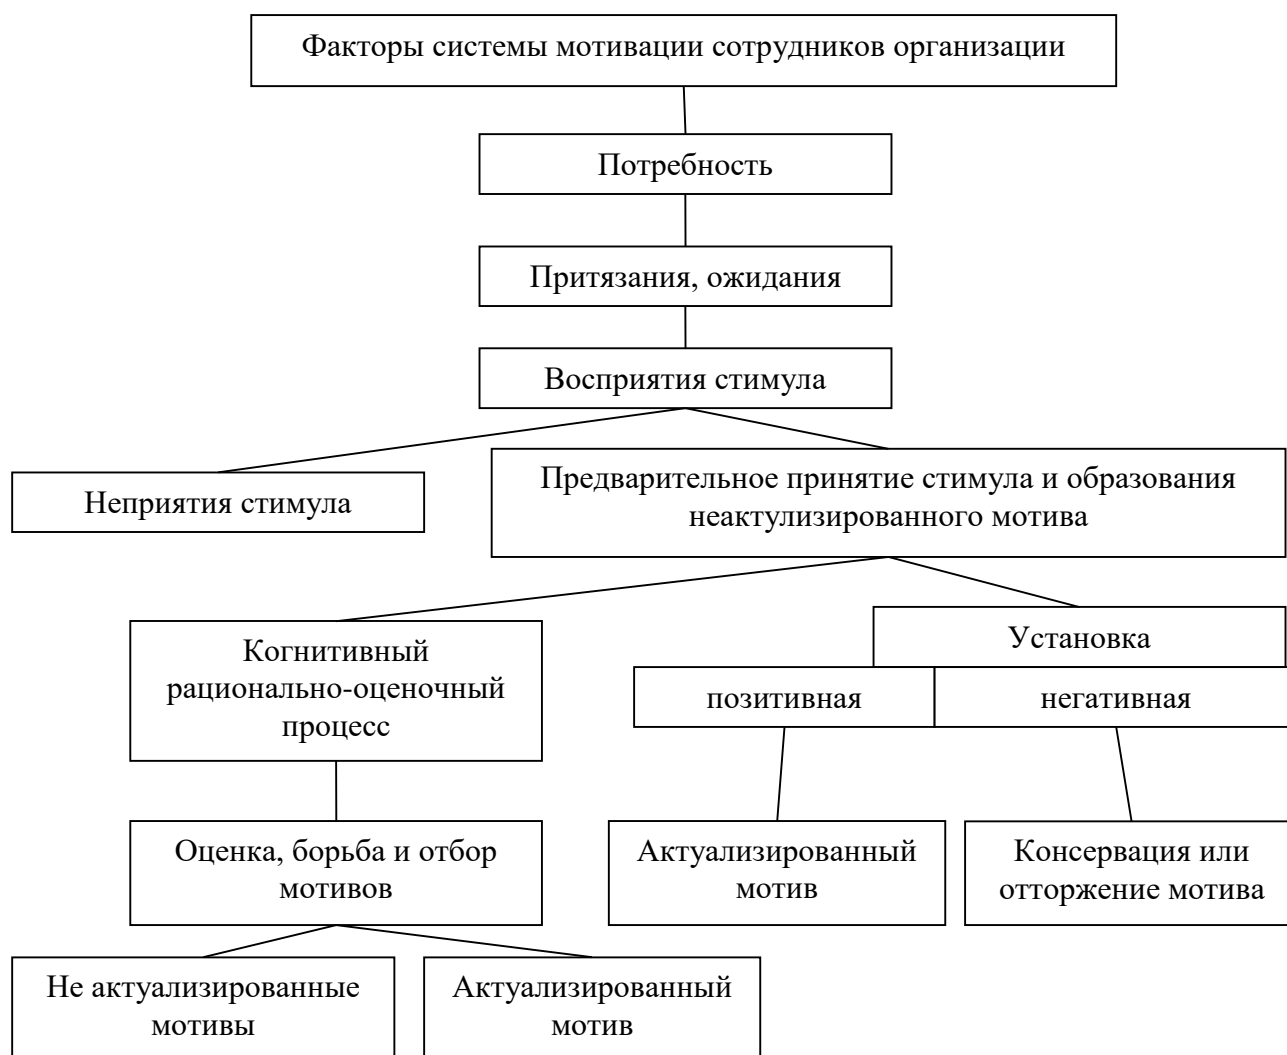 Факторы системы мотивации сотрудников организации
Потребность
Притязания, ожидания
Восприятия стимула
Неприятия стимула
Предварительное принятие стимула и образования
неактулизированного мотива
Когнитивный
рационально-оценочный
процесс
Установка
позитивная
негативная
Оценка, борьба и отбор
мотивов
Актуализированный
мотив
Консервация или
отторжение мотива
Не актуализированные
мотивы
Актуализированный
мотив